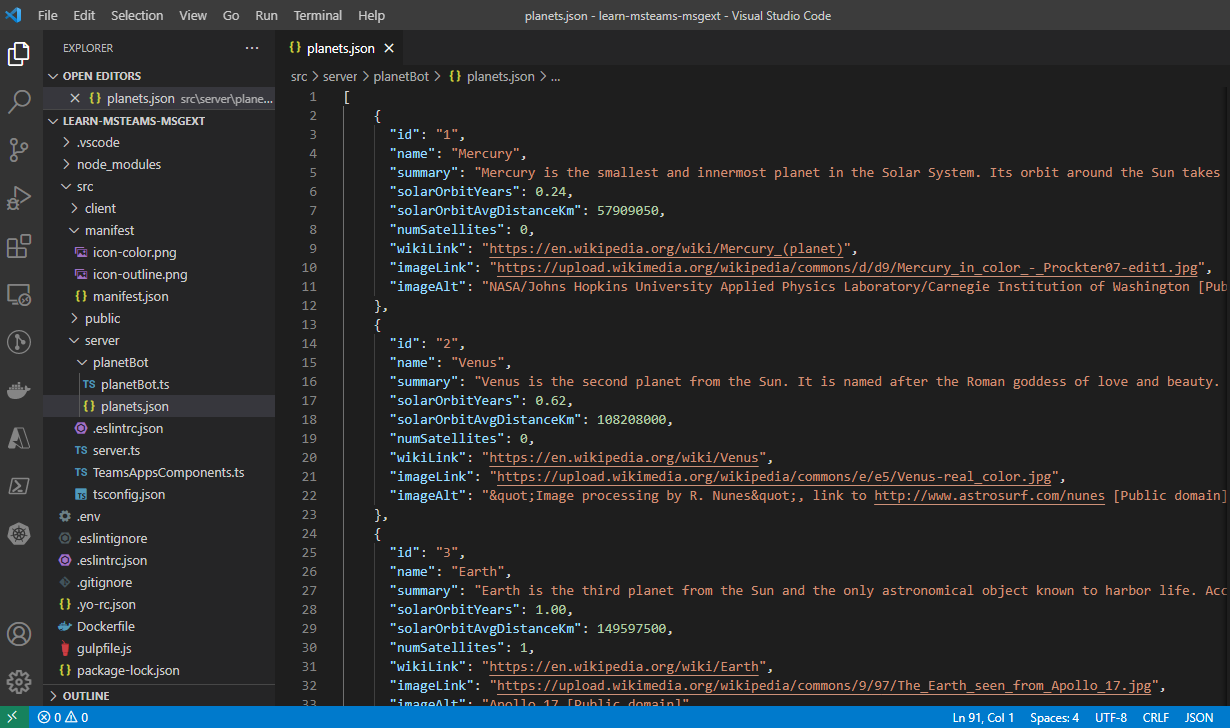 File Edit Selection View Go Run Terminal Help planets.json - learn-msteams-msgext - Visual Studio Code
EXPLORER ...
OPEN EDITORS
planets.json src\server\plane...
LEARN-MSTEAMS-MSGEXT
.vscode
node_modules
src
client
manifest
icon-color.png
icon-outline.png
manifest.json
public
server
planetBot
TS planetBot.ts
{} planets.json
.eslintrc.json
TS server.ts
TS TeamsAppsComponents.ts
TS tsconfig.json
.env
.eslintignore
.eslintrc.json
.gitignore
{} .yo-rc.json
Dockerfile
gulpfile.js
{} package-lock.json
OUTLINE
{} planets.json
src > server > planetBot > {} planets.json > ...
1 [
2 {
3 "id": "1",
4 "name": "Mercury",
5 "summary": "Mercury is the smallest and innermost planet in the Solar System. Its orbit around the Sun takes
6 "solarOrbitYears": 0.24,
7 "solarOrbitAvgDistanceKm": 57909050,
8 "numSatellites": 0,
9 "wikiLink": "https://en.wikipedia.org/wiki/Mercury_(planet)",
10 "imageLink": "https://upload.wikimedia.org/wikipedia/commons/d/d9/Mercury_in_color_-_Prockter07-edit1.jpg",
11 "imageAlt": "NASA/Johns Hopkins University Applied Physics Laboratory/Carnegie Institution of Washington [Pub
12 },
13 {
14 "id": "2",
15 "name": "Venus",
16 "summary": "Venus is the second planet from the Sun. It is named after the Roman goddess of love and beauty.
17 "solarOrbitYears": 0.62,
18 "solarOrbitAvgDistanceKm": 108208000,
19 "numSatellites": 0,
20 "wikiLink": "https://en.wikipedia.org/wiki/Venus",
21 "imageLink": "https://upload.wikimedia.org/wikipedia/commons/e/e5/Venus-real_color.jpg",
22 "imageAlt": "&quot;Image processing by R. Nunes&quot;, link to http://www.astrosurf.com/nunes [Public domain]
23 },
24 {
25 "id": "3",
26 "name": "Earth",
27 "summary": "Earth is the third planet from the Sun and the only astronomical object known to harbor life. Acc
28 "solarOrbitYears": 1.00,
29 "solarOrbitAvgDistanceKm": 149597500,
30 "numSatellites": 1,
31 "wikiLink": "https://en.wikipedia.org/wiki/Earth",
32 "imageLink": "https://upload.wikimedia.org/wikipedia/commons/9/97/The_Earth_seen_from_Apollo_17.jpg",
33 "imageAlt": "Apollo 17 [Public domain]"
0 0 Ln 91, Col 1 Spaces: 4 UTF-8 CRLF JSON